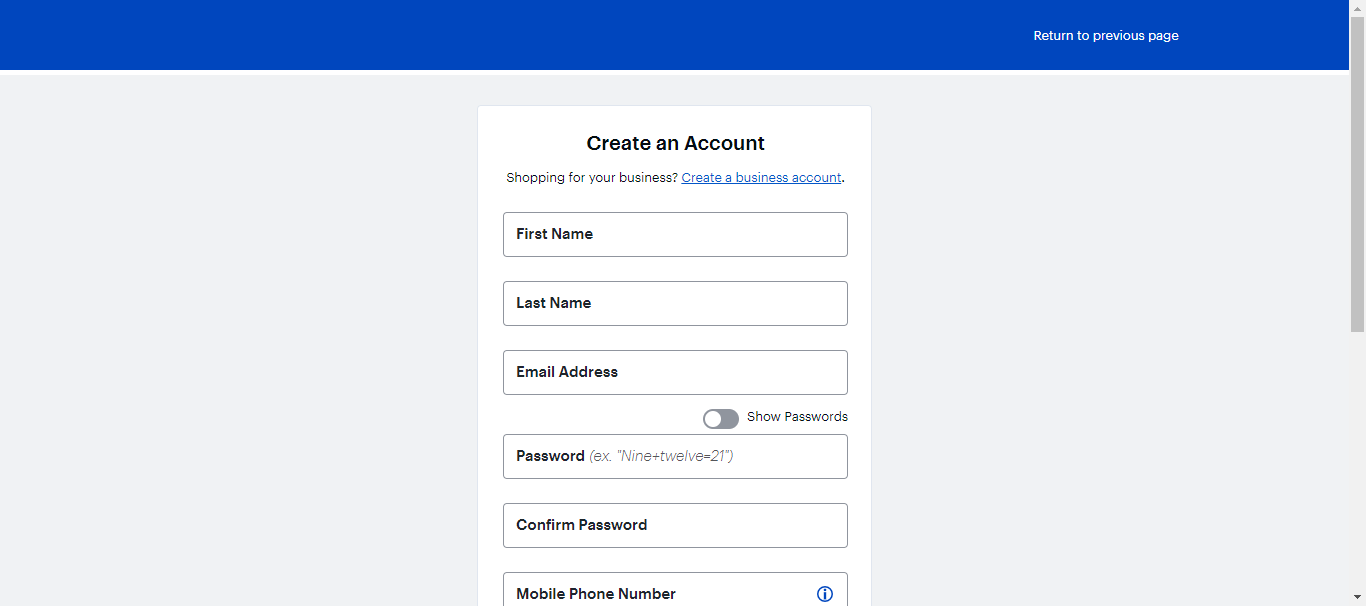 Return to previous page
Create an Account
Shopping for your business? Create a business account.
First Name
Last Name
Email Address
Show Passwords
Password (ex. "Nine+twelve=21")
Confirm Password
Mobile Phone Number